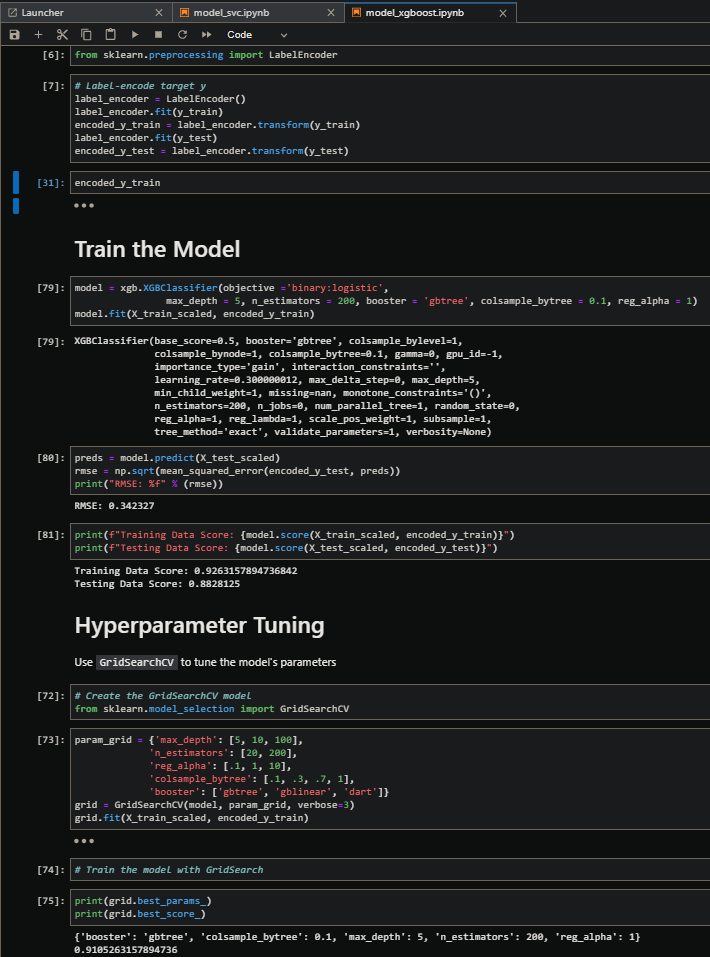 Launcher
model_svc.ipynb
model_xgboost.ipynb
Code
[6]: from sklearn.preprocessing import LabelEncoder
[7]: # Label-encode target y
label_encoder = LabelEncoder()
label_encoder.fit(y_train)
encoded_y_train = label_encoder.transform(y_train)
label_encoder.fit(y_test)
encoded_y_test = label_encoder.transform(y_test)
[31]: encoded_y_train
Train the Model
[79]: model = xgb.XGBClassifier(objective ='binary:logistic',
max_depth = 5, n_estimators = 200, booster = 'gbtree', colsample_bytree = 0.1, reg_alpha = 1)
model.fit(X_train_scaled, encoded_y_train)
[79]: XGBClassifier(base_score=0.5, booster='gbtree', colsample_bylevel=1,
colsample_bynode=1, colsample_bytree=0.1, gamma=0, gpu_id=-1,
importance_type='gain', interaction_constraints='',
learning_rate=0.300000012, max_delta_step=0, max_depth=5,
min_child_weight=1, missing=nan, monotone_constraints='()',
n_estimators=200, n_jobs=0, num_parallel_tree=1, random_state=0,
reg_alpha=1, reg_lambda=1, scale_pos_weight=1, subsample=1,
tree_method='exact', validate_parameters=1, verbosity=None)
[80]: preds = model.predict(X_test_scaled)
rmse = np.sqrt(mean_squared_error(encoded_y_test, preds))
print("RMSE: %f" % (rmse))
RMSE: 0.342327
[81]: print(f"Training Data Score: {model.score(X_train_scaled, encoded_y_train)}")
print(f"Testing Data Score: {model.score(X_test_scaled, encoded_y_test)}")
Training Data Score: 0.9263157894736842
Testing Data Score: 0.8828125
Hyperparameter Tuning
Use GridSearchCV to tune the model's parameters
[72]: # Create the GridSearchCV model
from sklearn.model_selection import GridSearchCV
[73]: param_grid = {'max_depth': [5, 10, 100],
'n_estimators': [20, 200],
'reg_alpha': [.1, 1, 10],
'colsample_bytree': [.1, .3, .7, 1],
'booster': ['gbtree', 'gblinear', 'dart']}
grid = GridSearchCV(model, param_grid, verbose=3)
grid.fit(X_train_scaled, encoded_y_train)
[74]: # Train the model with GridSearch
[75]: print(grid.best_params_)
print(grid.best_score_)
{'booster': 'gbtree', 'colsample_bytree': 0.1, 'max_depth': 5, 'n_estimators': 200, 'reg_alpha': 1}
0.9105263157894736